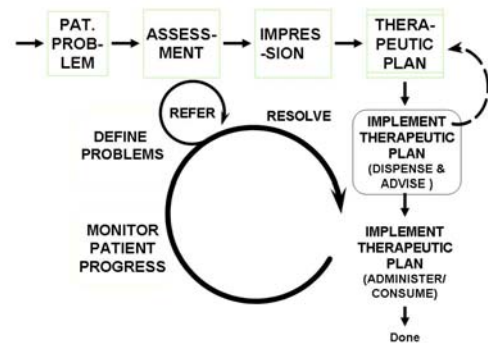 PAT.
PROB-
LEM
ASSESS-
MENT
IMPRES
-SION
THERA-
PEUTIC
PLAN
REFER
RESOLVE
DEFINE
PROBLEMS
IMPLEMENT
THERAPEUTIC
PLAN
(DISPENSE &
ADVISE )
MONITOR
PATIENT
PROGRESS
IMPLEMENT
THERAPEUTIC
PLAN
(ADMINISTER/
CONSUME)
Done